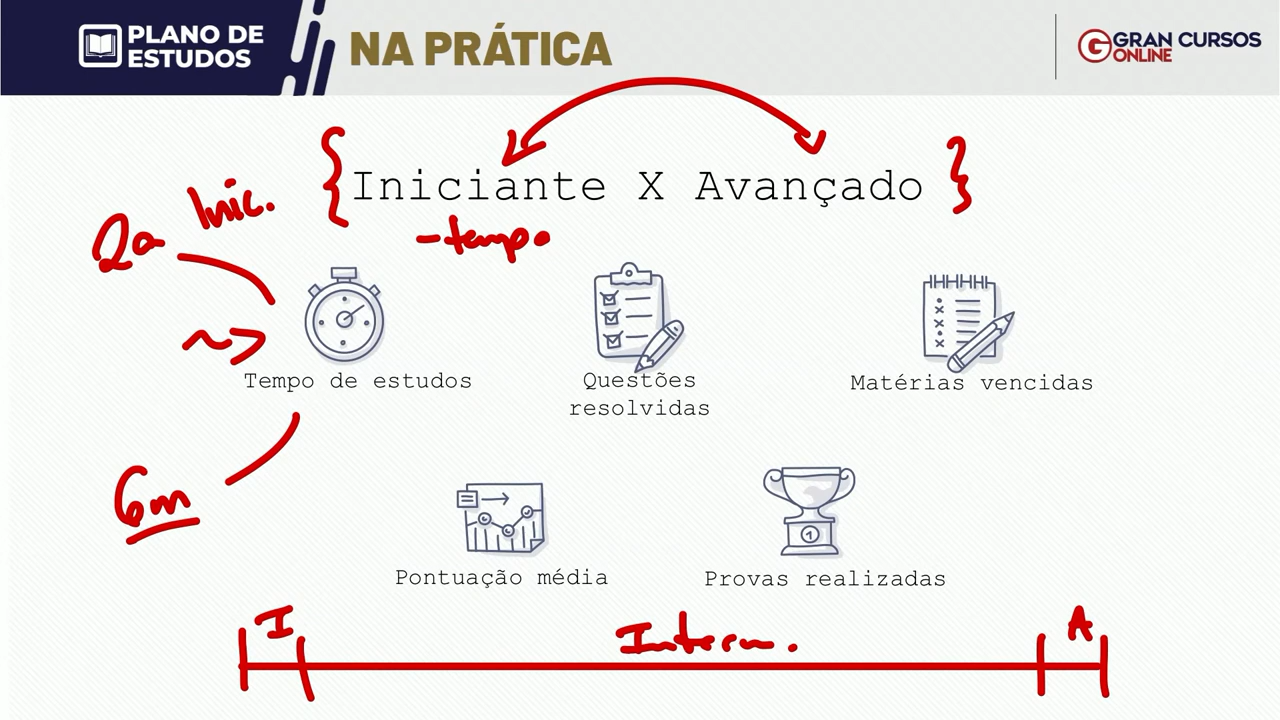 PLANO DE
ESTUDOS
NA PRÁTICA
GRAN CURSOS
ONLINE
Iniciante X Avançado
2a Inic.
-tempo
Tempo de estudos
Questões
resolvidas
Matérias vencidas
6m
1
Pontuação média
Provas realizadas
I
Interm.
A